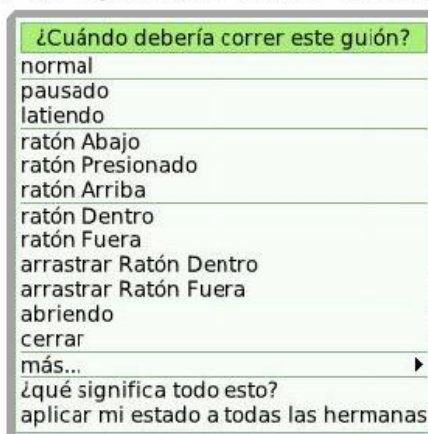 ¿Cuándo debería correr este guión?
normal
pausado
latiendo
ratón Abajo
ratón Presionado
ratón Arriba
ratón Dentro
ratón Fuera
arrastrar Ratón Dentro
arrastrar Ratón Fuera
abriendo
cerrar
más...
¿qué significa todo esto?
aplicar mi estado a todas las hermanas